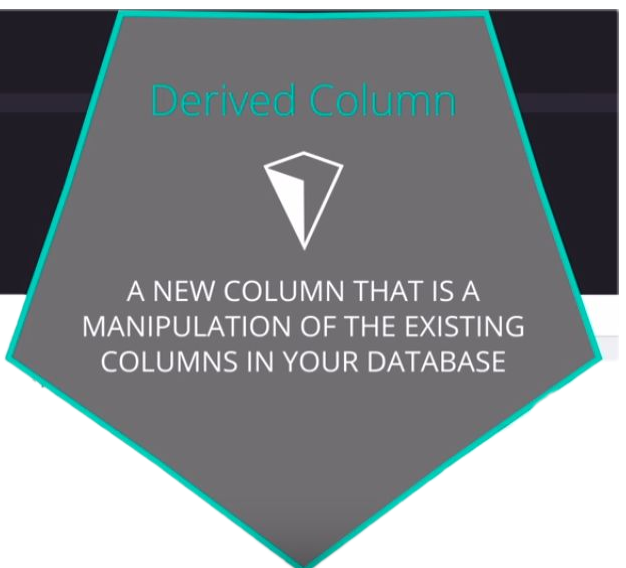 Derived Column
A NEW COLUMN THAT IS A
MANIPULATION OF THE EXISTING
COLUMNS IN YOUR DATABASE